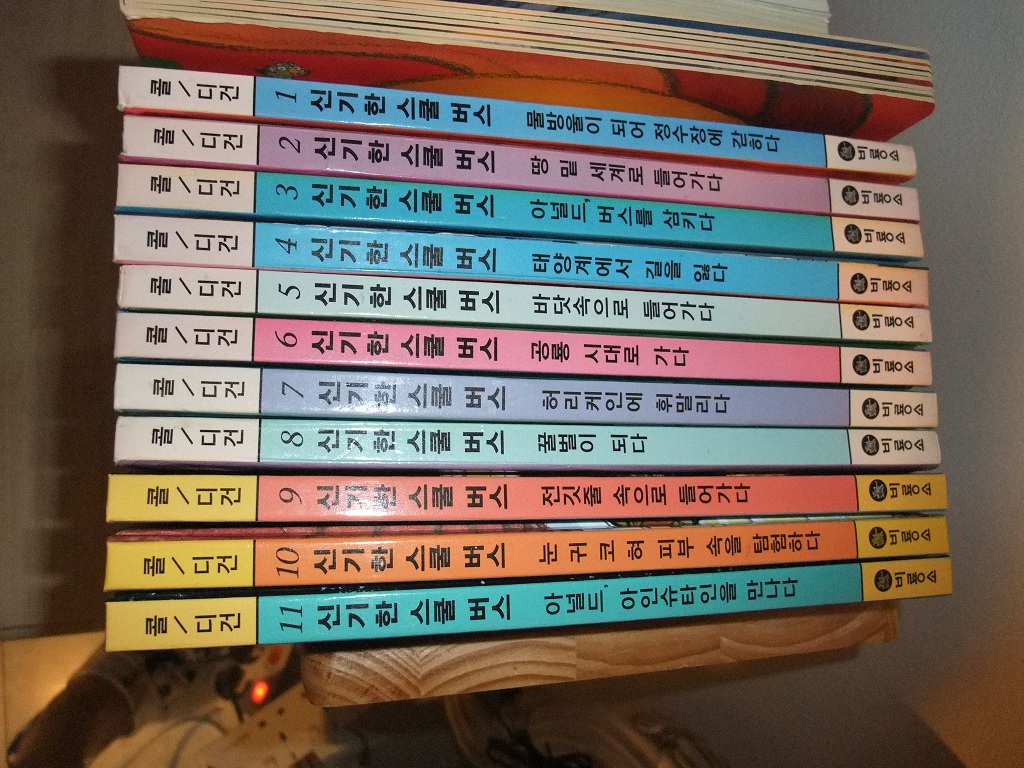 콜/디건 1 신기한 스쿨 버스 물방울이 되어 정수장에 갇히다 비룡소
콜/디건 2 신기한 스쿨 버스 땅 밑 세계로 들어가다 비룡소
콜/디건 3 신기한 스쿨 버스 아널드, 버스를 삼키다 비룡소
콜/디건 4 신기한 스쿨 버스 태양계에서 길을 잃다 비룡소
콜/디건 5 신기한 스쿨 버스 바닷속으로 들어가다 비룡소
콜/디건 6 신기한 스쿨 버스 공룡 시대로 가다 비룡소
콜/디건 7 신기한 스쿨 버스 허리케인에 휘말리다 비룡소
콜/디건 8 신기한 스쿨 버스 꿀벌이 되다 비룡소
콜/디건 9 신기한 스쿨 버스 전깃줄 속으로 들어가다 비룡소
콜/디건 10 신기한 스쿨 버스 눈 귀 코 혀 피부 속을 탐험하다 비룡소
콜/디건 11 신기한 스쿨 버스 아널드, 아인슈타인을 만나다 비룡소